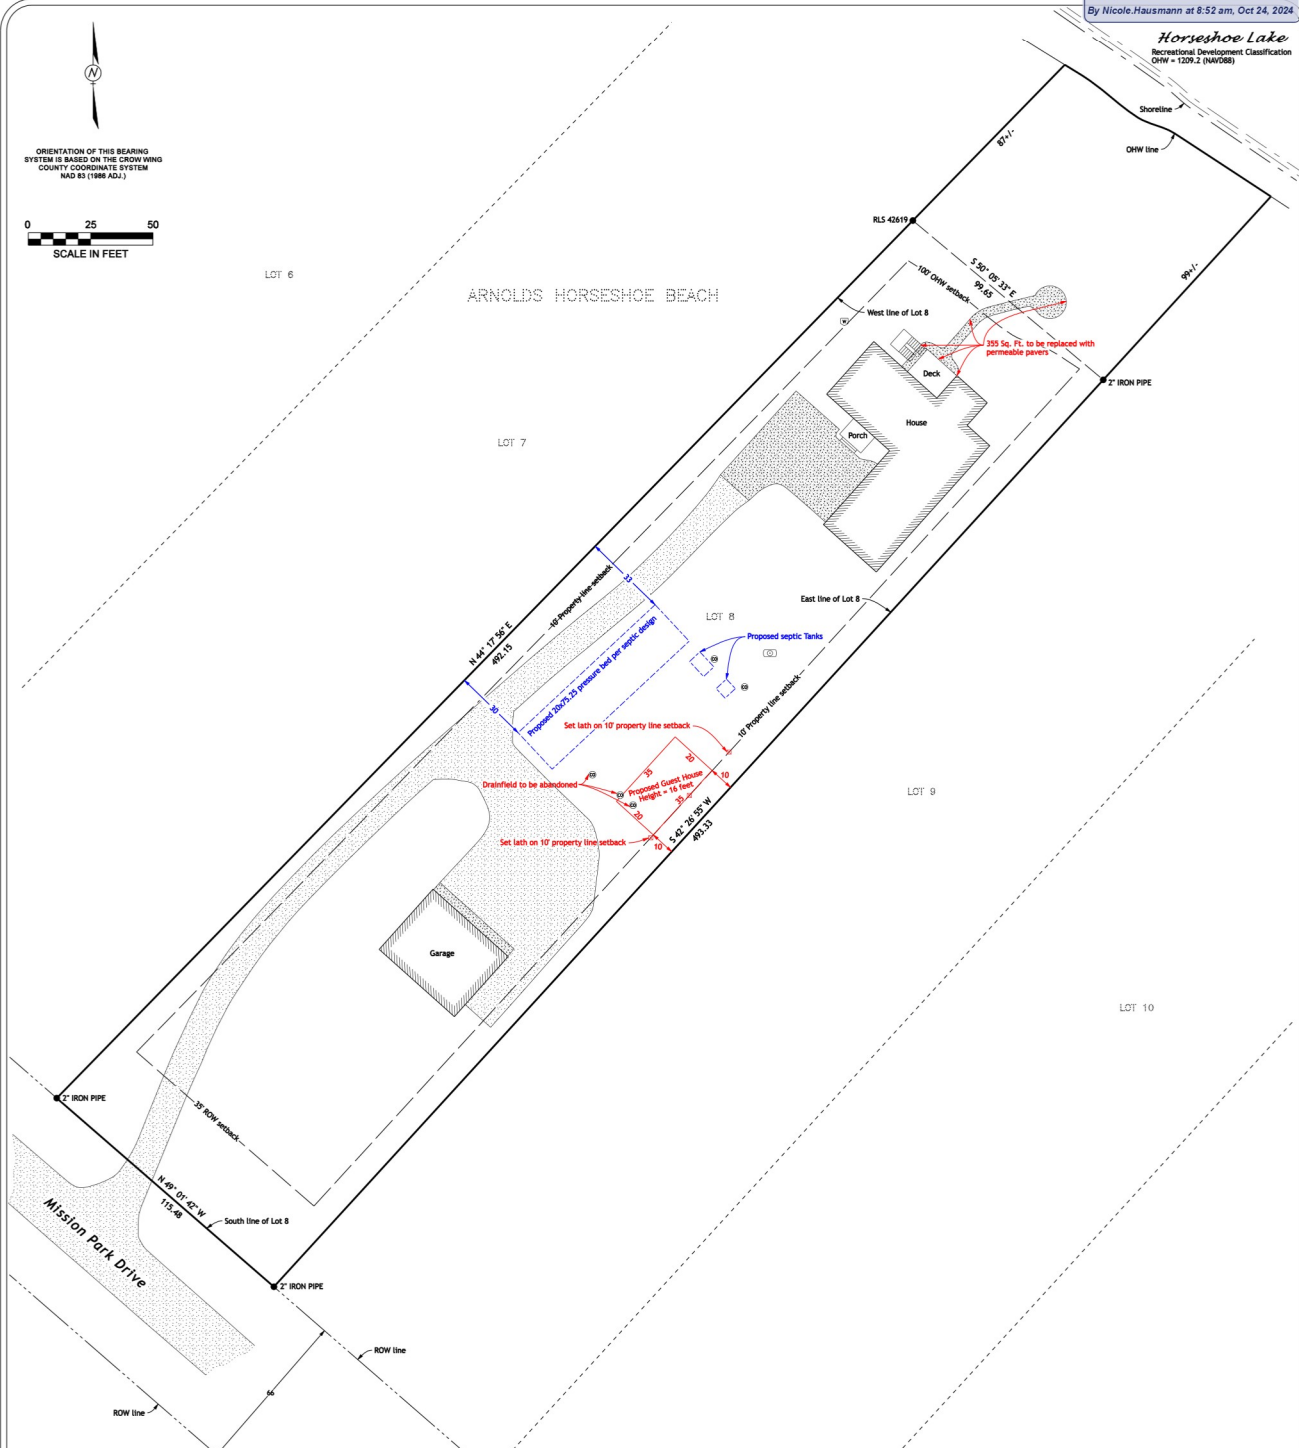 By Nicole.Hausmann at 8:52 am, Oct 24, 2024
Horseshoe Lake
Recreational Development Classification
OHW = 1209.2 (NAVD88)
Shoreline
OHW line
N
ORIENTATION OF THIS BEARING
SYSTEM IS BASED ON THE CROW WING
COUNTY COORDINATE SYSTEM
NAD 83 (1986 ADJ.)
0 25 50
SCALE IN FEET
87+/-
RLS 42619
S 50° 05' 33" E
99.65
99+/-
100' OHW setback
LOT 6
ARNOLDS HORSESHOE BEACH
West line of Lot 8
W
355 Sq. Ft. to be replaced with
permeable pavers
Deck
2" IRON PIPE
House
Porch
LOT 7
33
10' Property line setback
East line of Lot 8
LOT 8
N 44° 17' 56" E
492.15
Proposed 20x75.25 pressure bed per septic design
Proposed septic Tanks
CO
CO
30
10' Property line setback
Set lath on 10' property line setback
35
20
10
Drainfield to be abandoned
CO
CO
CO
Proposed Guest House
Height = 16 feet
35
20
LOT 9
S 42° 26' 55" W
493.33
Set lath on 10' property line setback
10
Garage
LOT 10
2" IRON PIPE
35' ROW setback
N 49° 01' 42" W
115.48
South line of Lot 8
Mission Park Drive
2" IRON PIPE
ROW line
66
ROW line